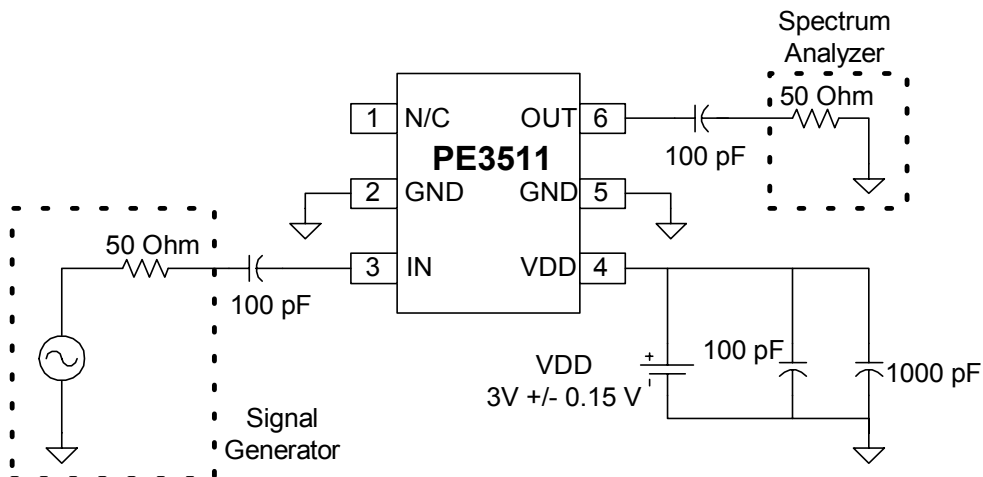 Spectrum
Analyzer
50 Ohm
1 N/C OUT 6
PE3511
100 pF
2 GND GND 5
50 Ohm
3 IN VDD 4
100 pF
VDD
3V +/- 0.15 V
+
-
100 pF
1000 pF
Signal
Generator